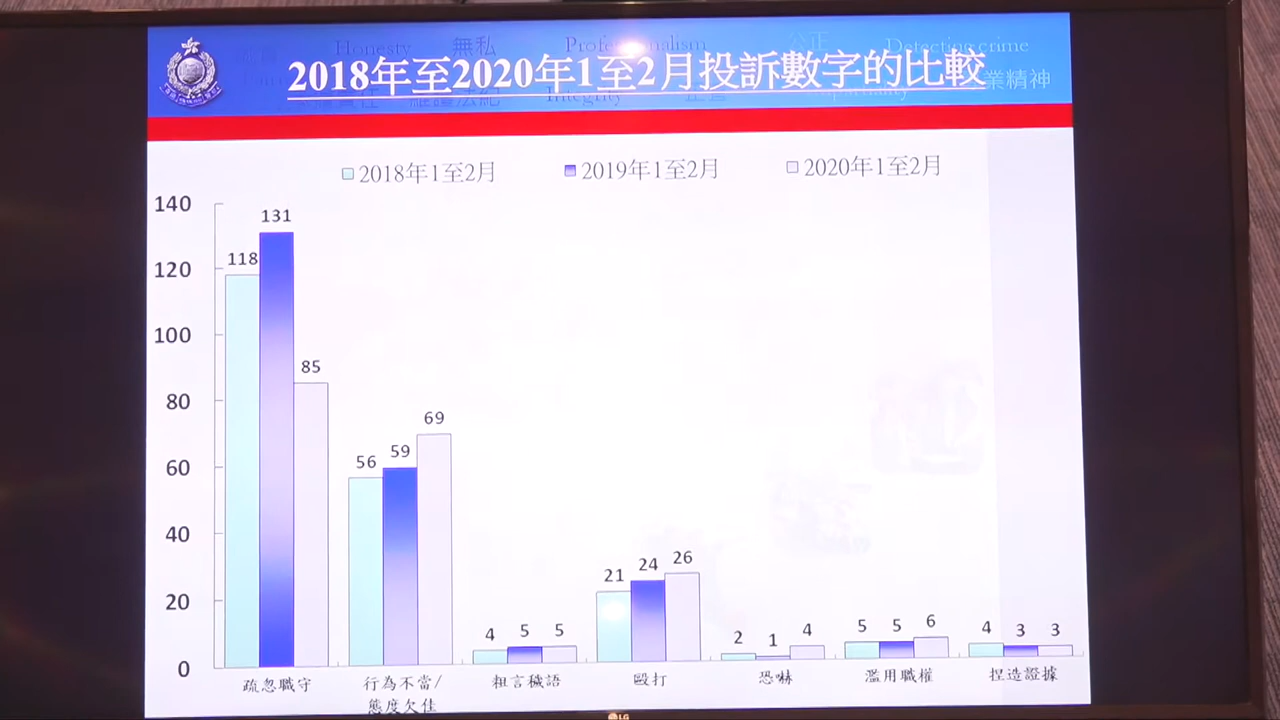 Honesty 無私 Professionalism 公正 Detecting crime
2018年至2020年1至2月投訴數字的比較
業精神
Integrity
2018年1至2月 2019年1至2月 2020年1至2月
140
120
100
80
60
40
20
0
118 131 85
56 59 69
4 5 5
21 24 26
2 1 4
5 5 6
4 3 3
疏忽職守 行為不當/態度欠佳 粗言穢語 毆打 恐嚇 濫用職權 捏造證據
LG